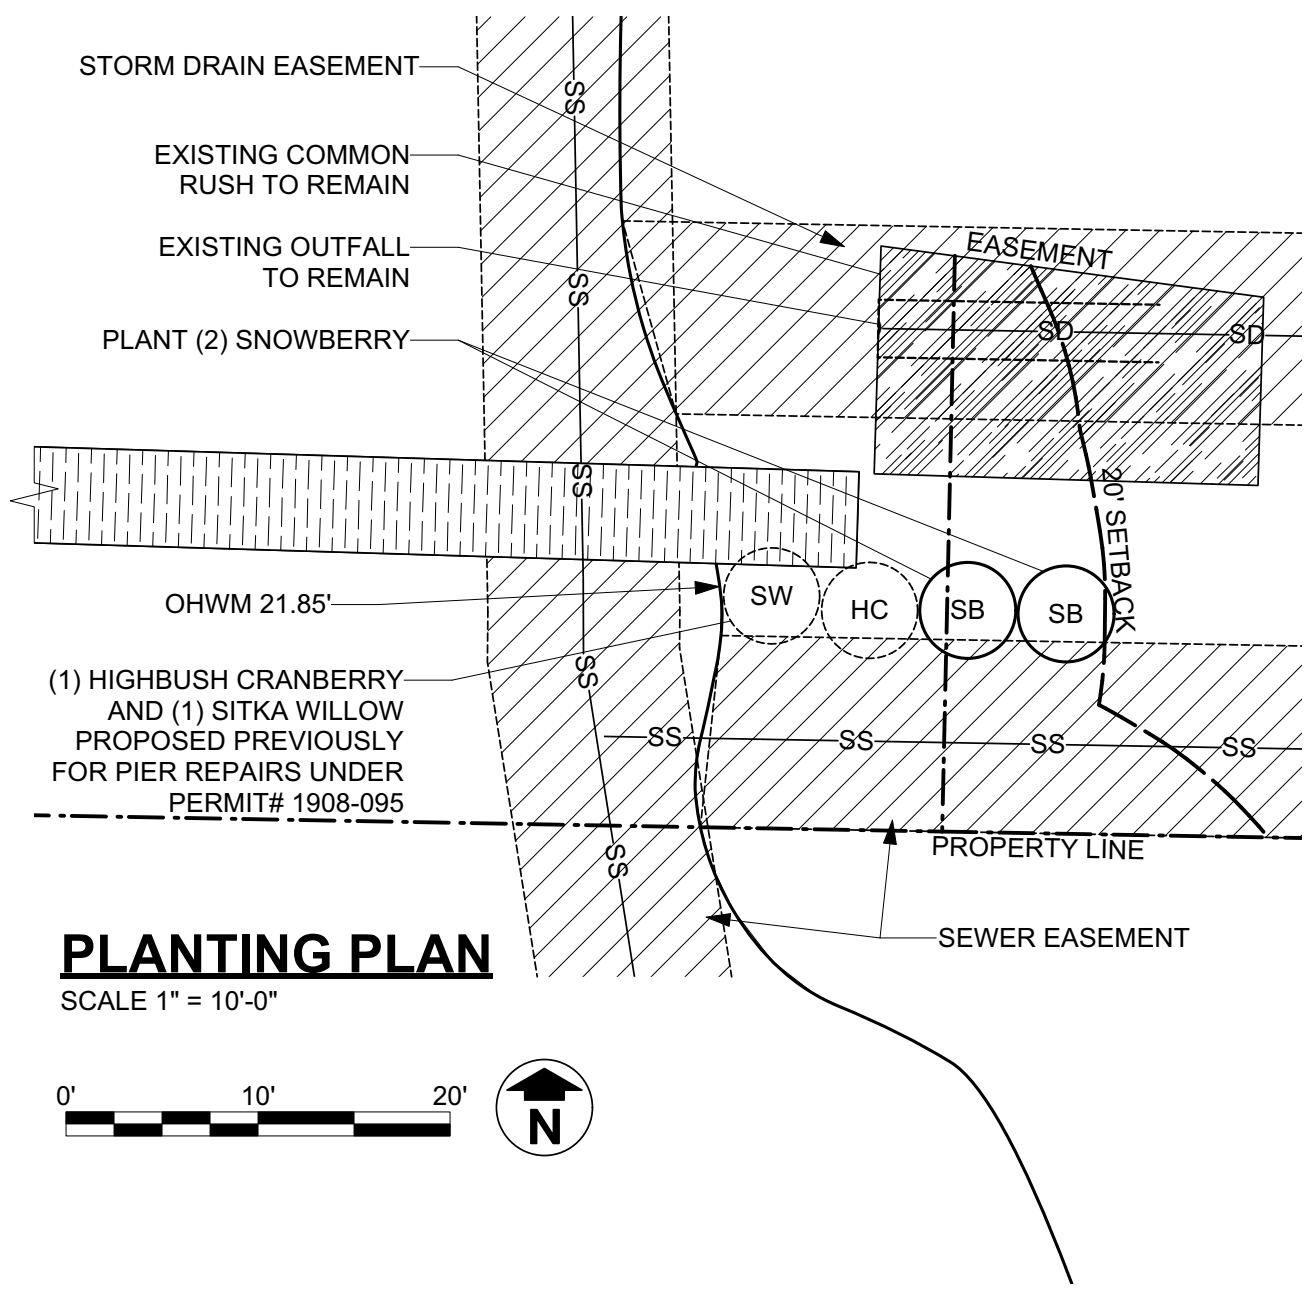 STORM DRAIN EASEMENT
EXISTING COMMON
RUSH TO REMAIN
EXISTING OUTFALL
TO REMAIN
PLANT (2) SNOWBERRY
OHWM 21.85'
(1) HIGHBUSH CRANBERRY
AND (1) SITKA WILLOW
PROPOSED PREVIOUSLY
FOR PIER REPAIRS UNDER
PERMIT# 1908-095
SS
SS
SS
SS
SS
EASEMENT
SD
SD
20' SETBACK
SW
HC
SB
SB
SS
SS
SS
SS
PROPERTY LINE
SEWER EASEMENT
PLANTING PLAN
SCALE 1" = 10'-0"
0'
10'
20'
N